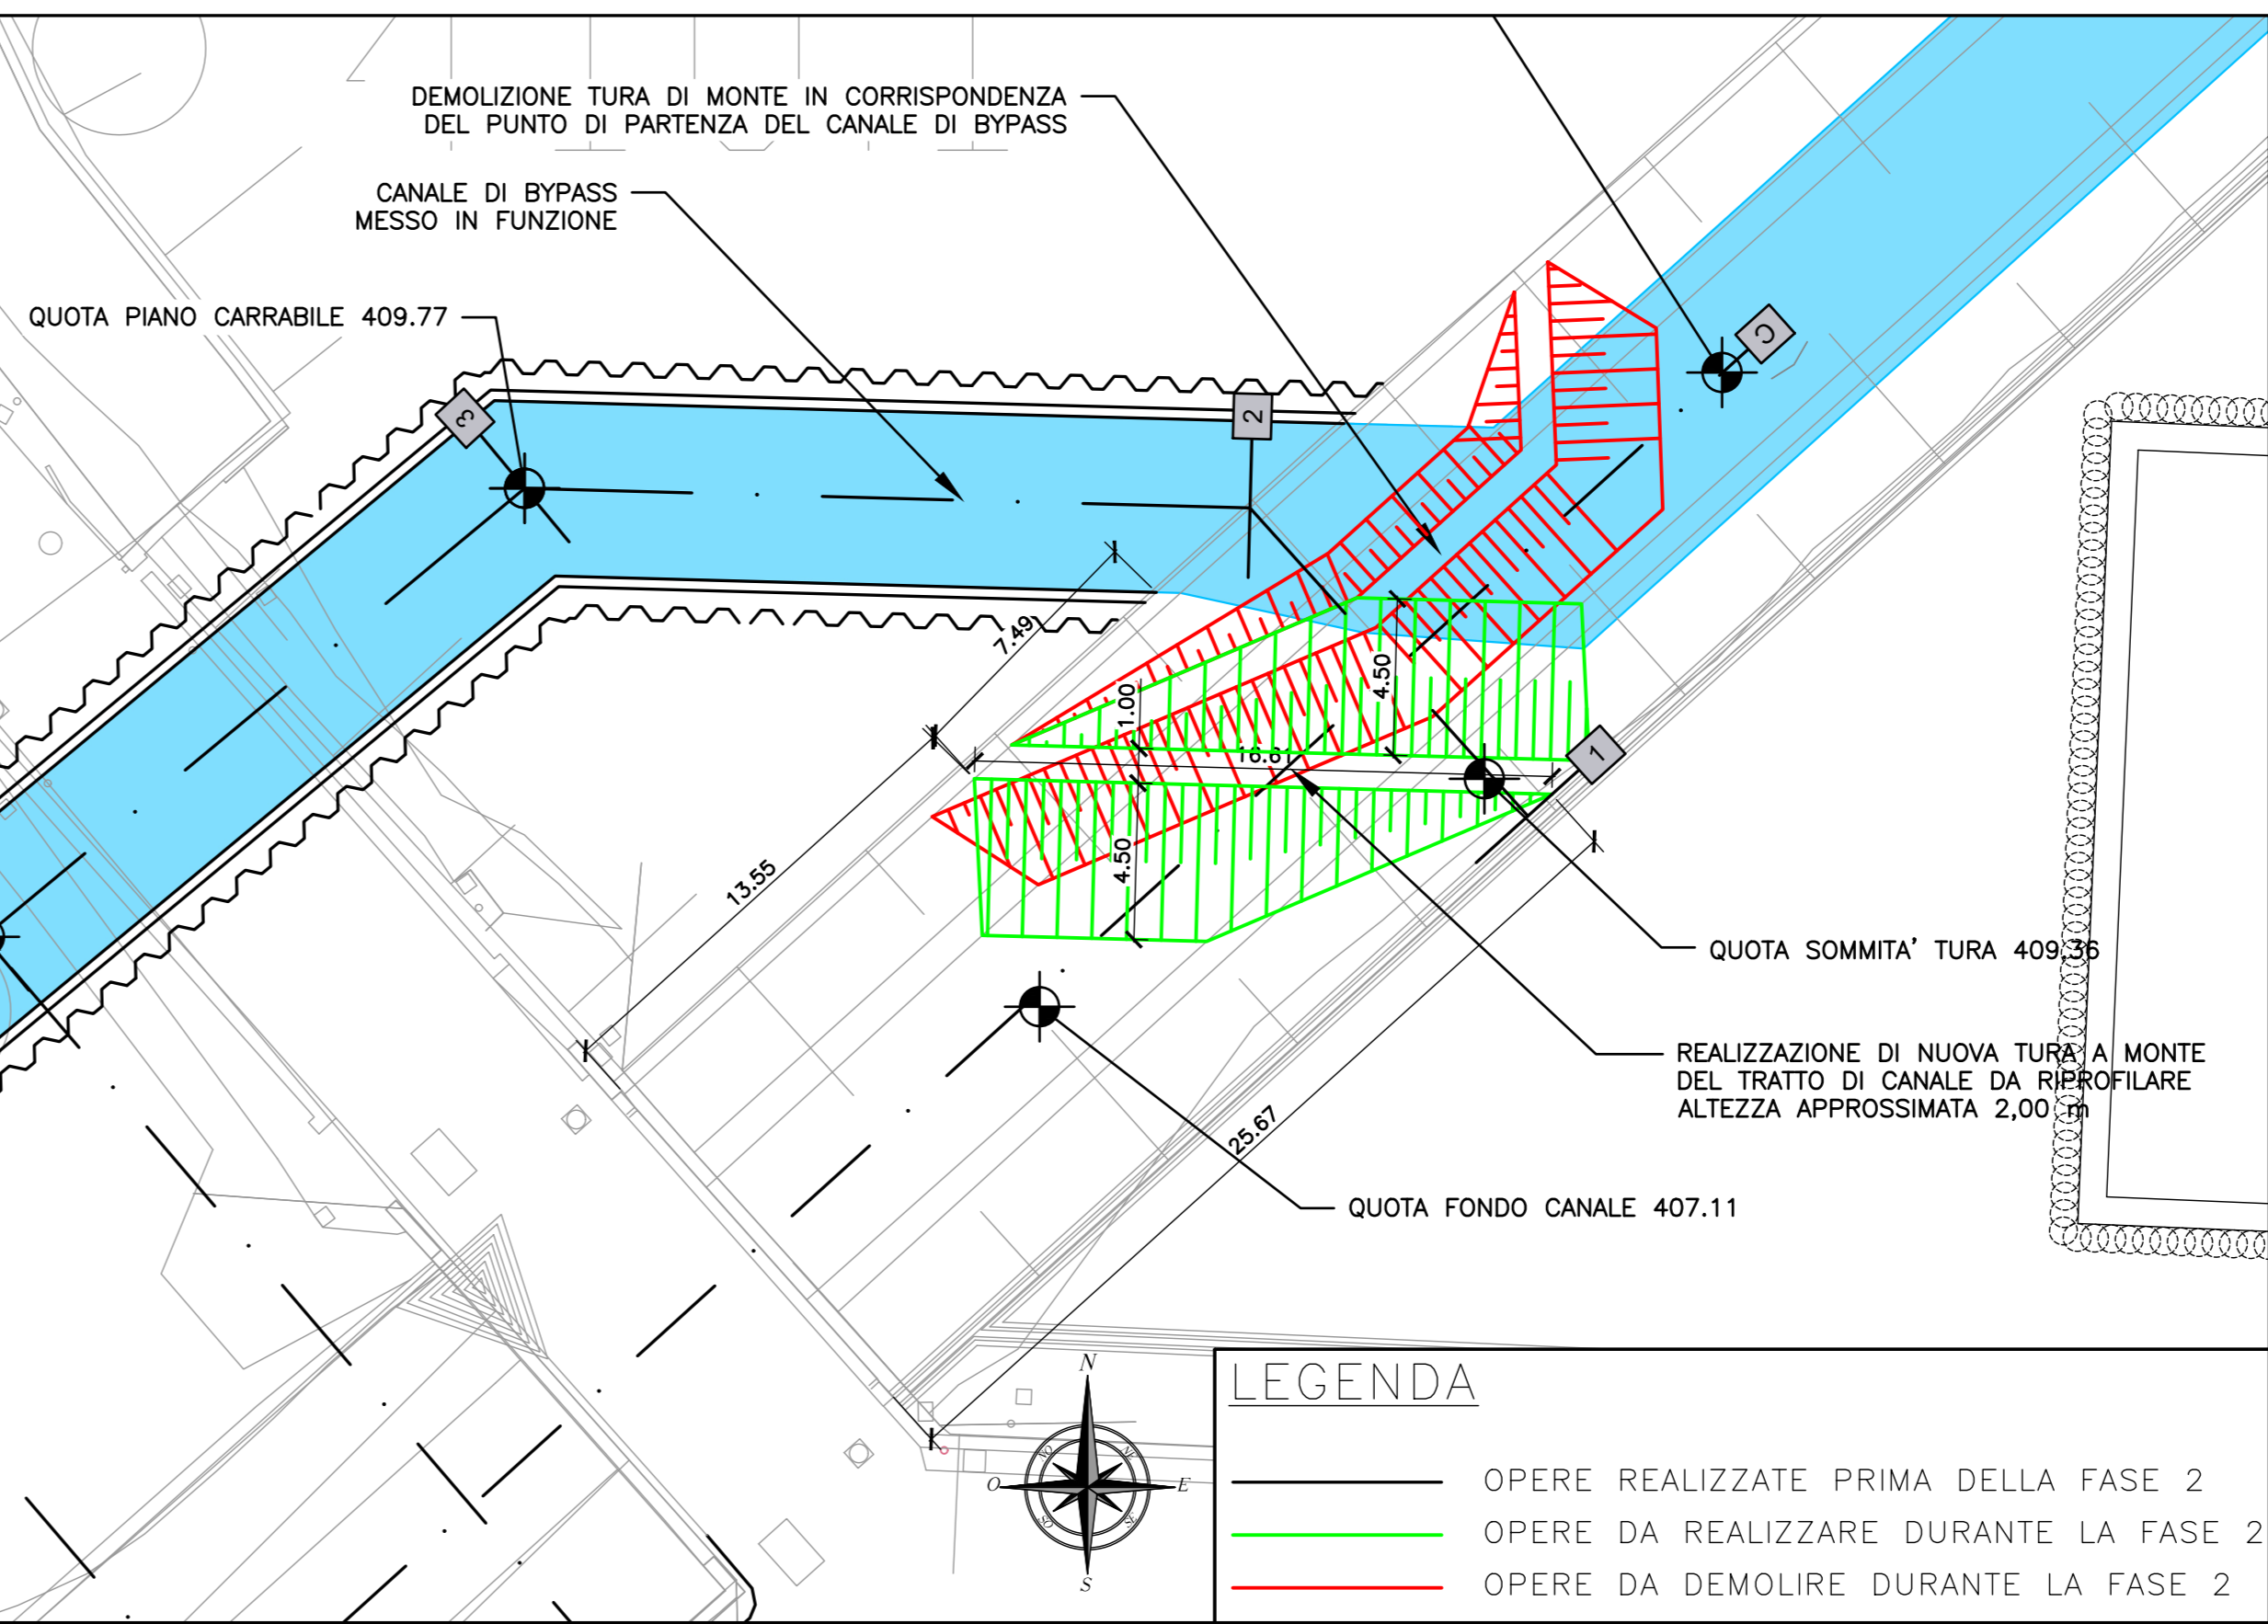 DEMOLIZIONE TURA DI MONTE IN CORRISPONDENZA
DEL PUNTO DI PARTENZA DEL CANALE DI BYPASS
CANALE DI BYPASS
MESSO IN FUNZIONE
QUOTA PIANO CARRABILE 409.77
C
3
2
7.49
4.50
1.00
16.61
1
4.50
13.55
QUOTA SOMMITA' TURA 409.36
REALIZZAZIONE DI NUOVA TURA A MONTE
DEL TRATTO DI CANALE DA RIPROFILARE
ALTEZZA APPROSSIMATA 2,00 m
25.67
QUOTA FONDO CANALE 407.11
N
NO
NE
O
E
SO
SE
S
LEGENDA
OPERE REALIZZATE PRIMA DELLA FASE 2
OPERE DA REALIZZARE DURANTE LA FASE 2
OPERE DA DEMOLIRE DURANTE LA FASE 2